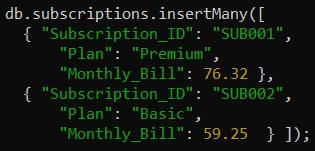 db.subscriptions.insertMany([
  { "Subscription_ID": "SUB001",
      "Plan": "Premium",
      "Monthly_Bill": 76.32 },
  { "Subscription_ID": "SUB002",
      "Plan": "Basic",
      "Monthly_Bill": 59.25  } ]);